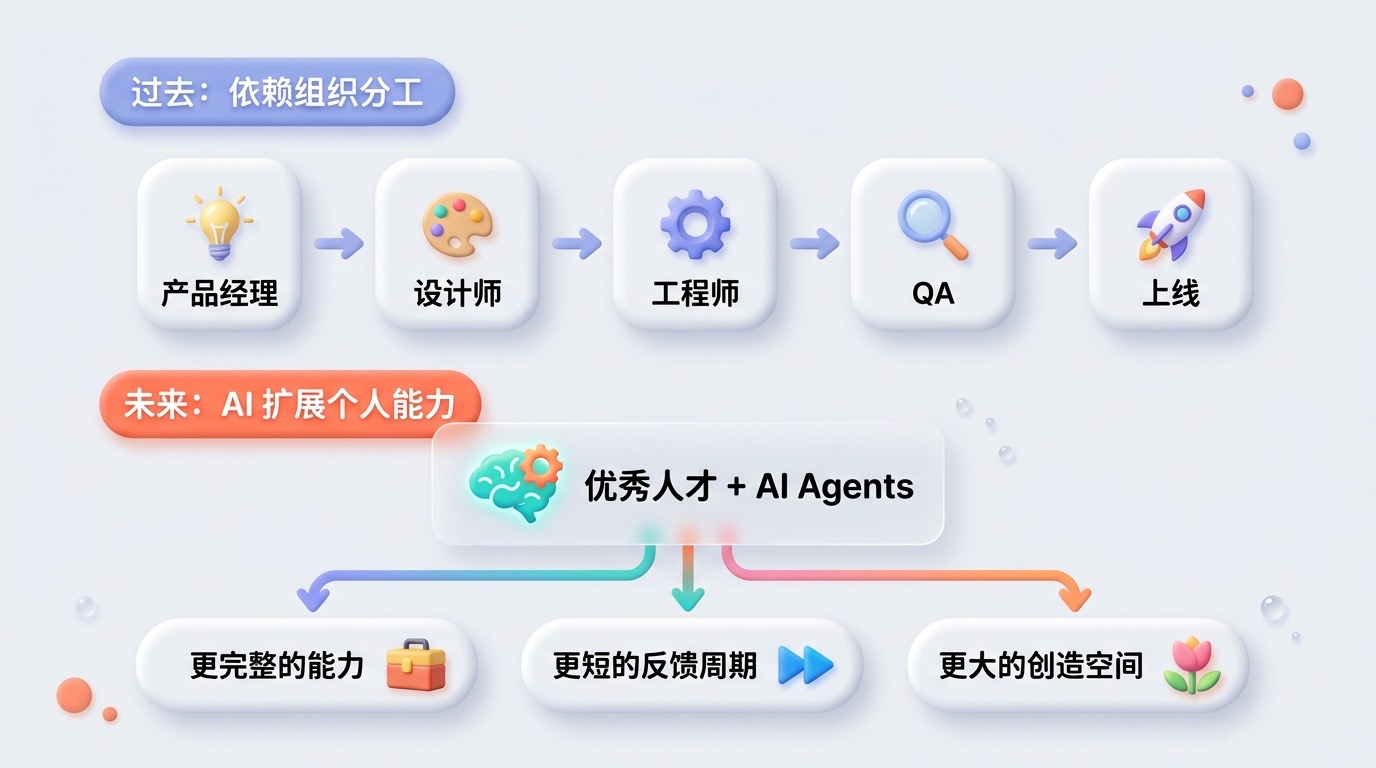 过去：依赖组织分工
产品经理
设计师
工程师
QA
上线
未来：AI 扩展个人能力
优秀人才 + AI Agents
更完整的能力
更短的反馈周期
更大的创造空间